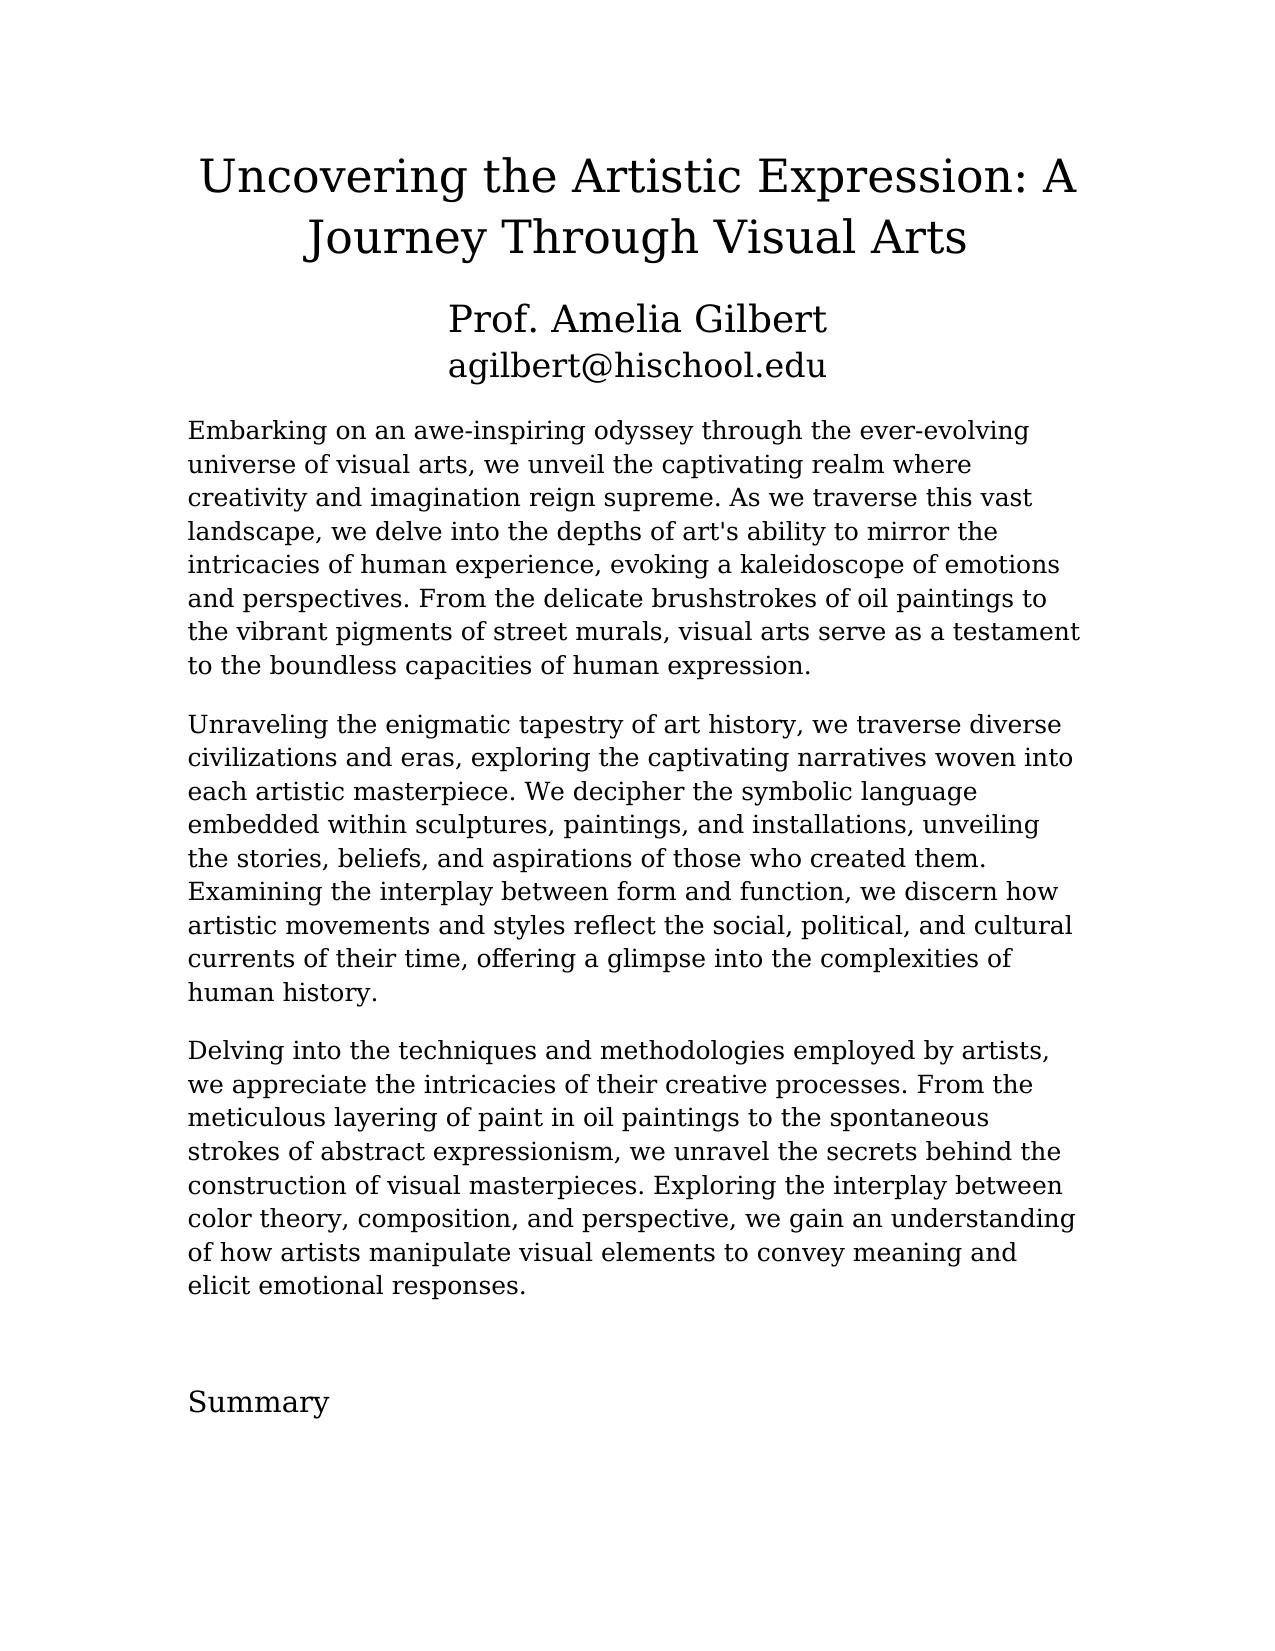 Uncovering the Artistic Expression: A
Journey Through Visual Arts
Prof. Amelia Gilbert
agilbert@hischool.edu
Embarking on an awe-inspiring odyssey through the ever-evolving
universe of visual arts, we unveil the captivating realm where
creativity and imagination reign supreme. As we traverse this vast
landscape, we delve into the depths of art's ability to mirror the
intricacies of human experience, evoking a kaleidoscope of emotions
and perspectives. From the delicate brushstrokes of oil paintings to
the vibrant pigments of street murals, visual arts serve as a testament
to the boundless capacities of human expression.
Unraveling the enigmatic tapestry of art history, we traverse diverse
civilizations and eras, exploring the captivating narratives woven into
each artistic masterpiece. We decipher the symbolic language
embedded within sculptures, paintings, and installations, unveiling
the stories, beliefs, and aspirations of those who created them.
Examining the interplay between form and function, we discern how
artistic movements and styles reflect the social, political, and cultural
currents of their time, offering a glimpse into the complexities of
human history.
Delving into the techniques and methodologies employed by artists,
we appreciate the intricacies of their creative processes. From the
meticulous layering of paint in oil paintings to the spontaneous
strokes of abstract expressionism, we unravel the secrets behind the
construction of visual masterpieces. Exploring the interplay between
color theory, composition, and perspective, we gain an understanding
of how artists manipulate visual elements to convey meaning and
elicit emotional responses.
Summary